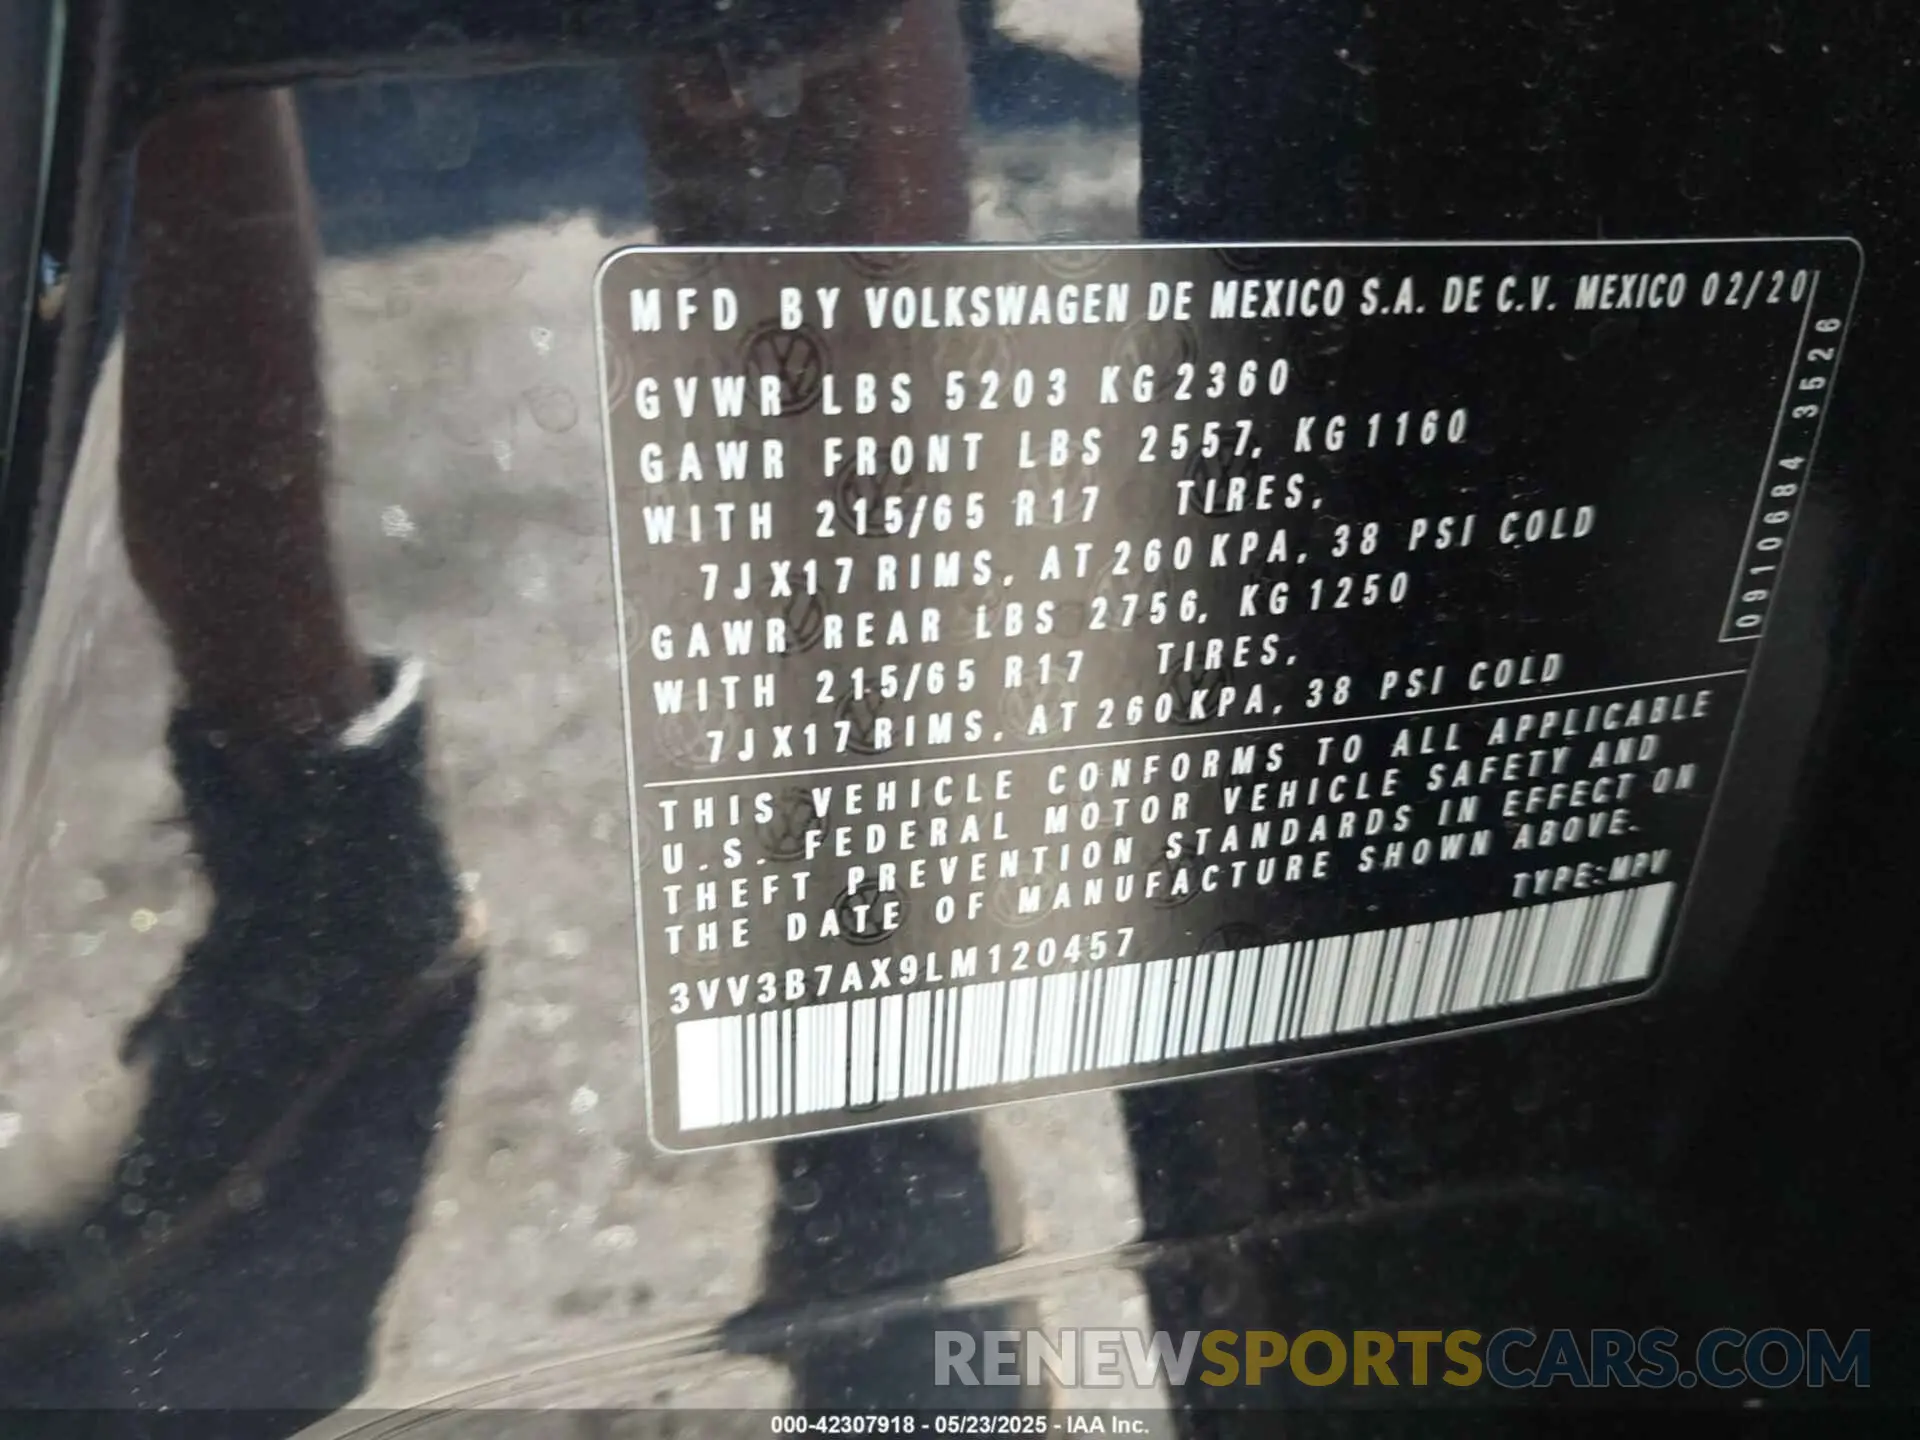 MFD BY VOLKSWAGEN DE MEXICO S.A. DE C.V. MEXICO 02/20
GVWR LBS 5203 KG 2360
GAWR FRONT LBS 2557, KG 1160
WITH 215/65 R17 TIRES,
7J X17 RIMS, AT 260 KPA, 38 PSI COLD
GAWR REAR LBS 2756, KG 1250
WITH 215/65 R17 TIRES,
7J X17 RIMS, AT 260 KPA, 38 PSI COLD
0910684 3526
THIS VEHICLE CONFORMS TO ALL APPLICABLE
U.S. FEDERAL MOTOR VEHICLE SAFETY AND
THEFT PREVENTION STANDARDS IN EFFECT ON
THE DATE OF MANUFACTURE SHOWN ABOVE.
TYPE:MPV
3VV3B7AX9LM120457
RENEWSPORTSCARS.COM
000-42307918 - 05/23/2025 - IAA Inc.